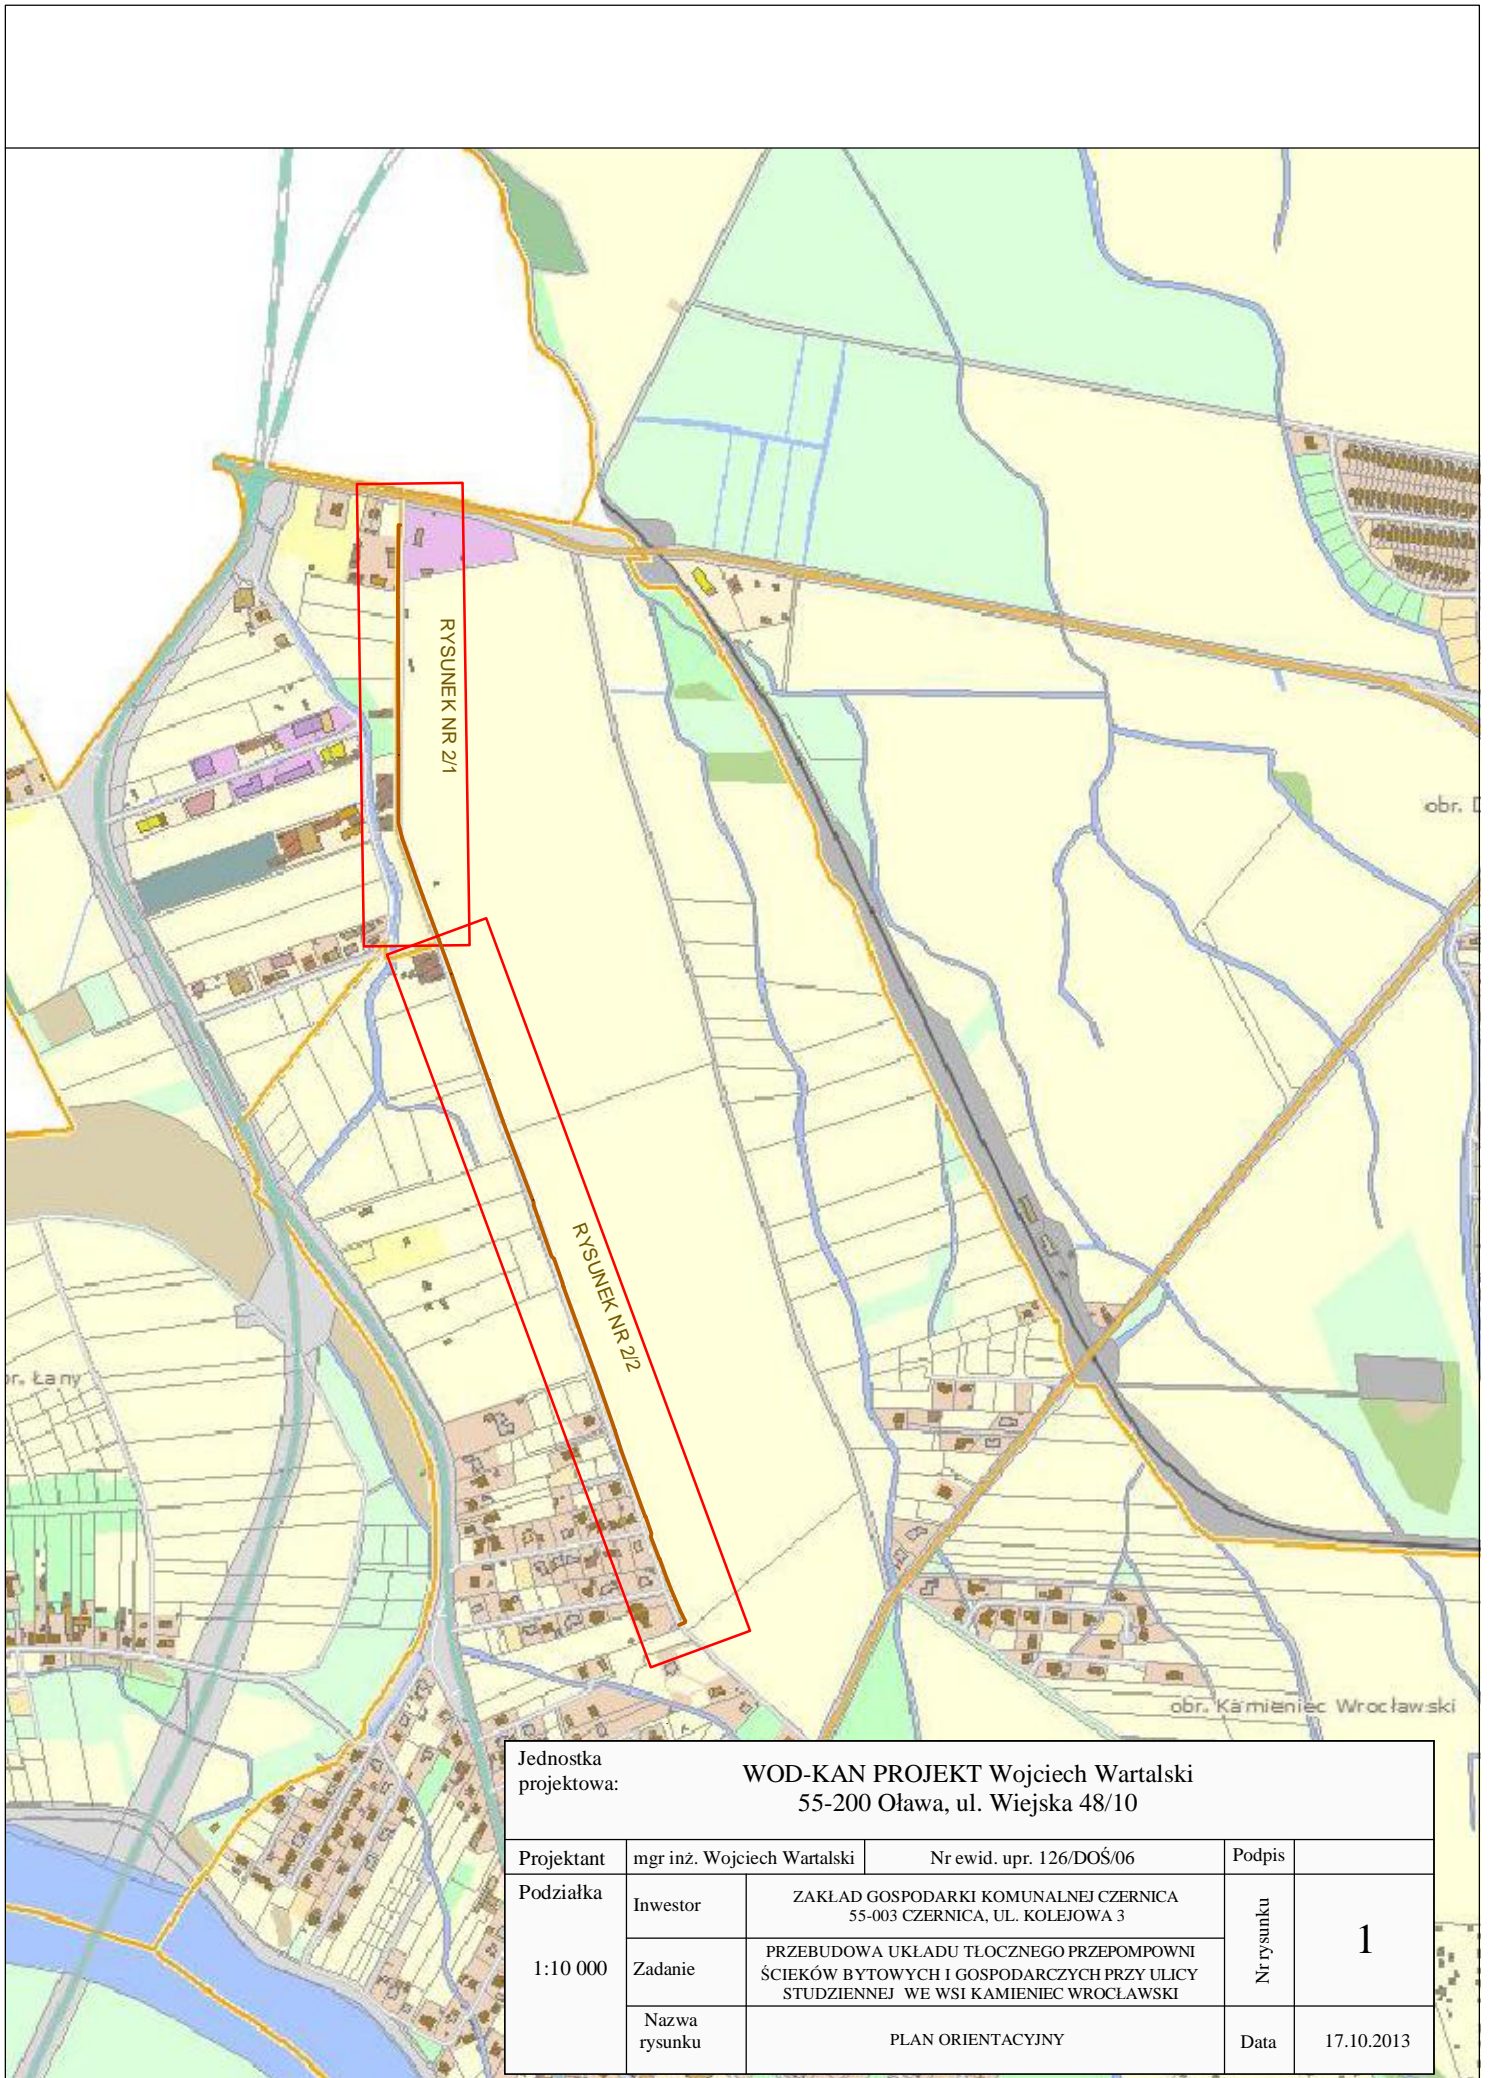 RYSUNEK NR 2/1
obr. D
RYSUNEK NR 2/2
r. Łany
obr. Kamieniec Wrocławski
Jednostka
projektowa:
WOD-KAN PROJEKT Wojciech Wartalski
55-200 Oława, ul. Wiejska 48/10
Projektant
mgr inż. Wojciech Wartalski
Nr ewid. upr. 126/DOŚ/06
Podpis
Podziałka
1:10 000
Inwestor
ZAKŁAD GOSPODARKI KOMUNALNEJ CZERNICA
55-003 CZERNICA, UL. KOLEJOWA 3
Nr rysunku
1
Zadanie
PRZEBUDOWA UKŁADU TŁOCZNEGO PRZEPOMPOWNI
ŚCIEKÓW BYTOWYCH I GOSPODARCZYCH PRZY ULICY
STUDZIENNEJ WE WSI KAMIENIEC WROCŁAWSKI
Nazwa
rysunku
PLAN ORIENTACYJNY
Data
17.10.2013